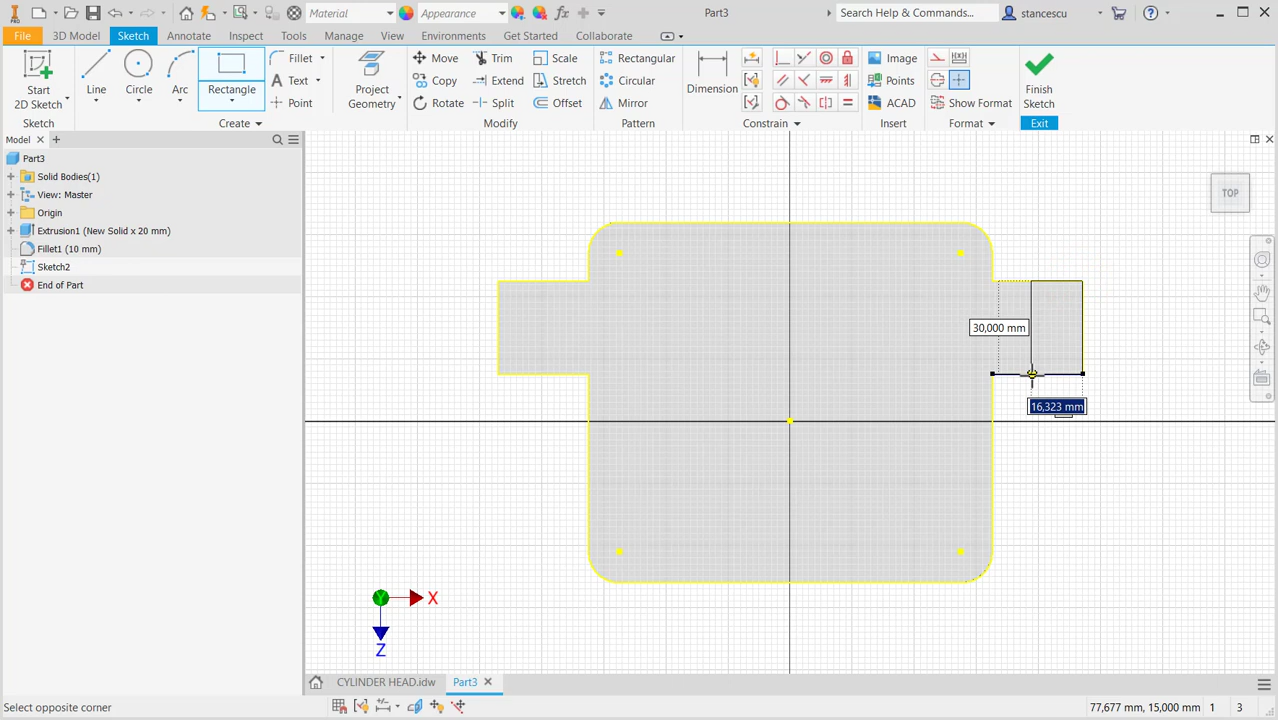 PRO
Material
Appearance
Part3
Search Help & Commands...
stancescu
File
3D Model
Sketch
Annotate
Inspect
Tools
Manage
View
Environments
Get Started
Collaborate
Start
2D Sketch
Sketch
Line
Circle
Arc
Rectangle
Fillet
Text
Point
Create
Project
Geometry
Move
Copy
Rotate
Trim
Extend
Split
Scale
Stretch
Offset
Modify
Rectangular
Circular
Mirror
Pattern
Dimension
Constrain
Image
Points
ACAD
Insert
Show Format
Format
Finish
Sketch
Exit
Model
Part3
Solid Bodies(1)
View: Master
Origin
Extrusion1 (New Solid x 20 mm)
Fillet1 (10 mm)
Sketch2
End of Part
TOP
30,000 mm
16,323 mm
Y
X
Z
CYLINDER HEAD.idw
Part3
Select opposite corner
77,677 mm, 15,000 mm
1
3